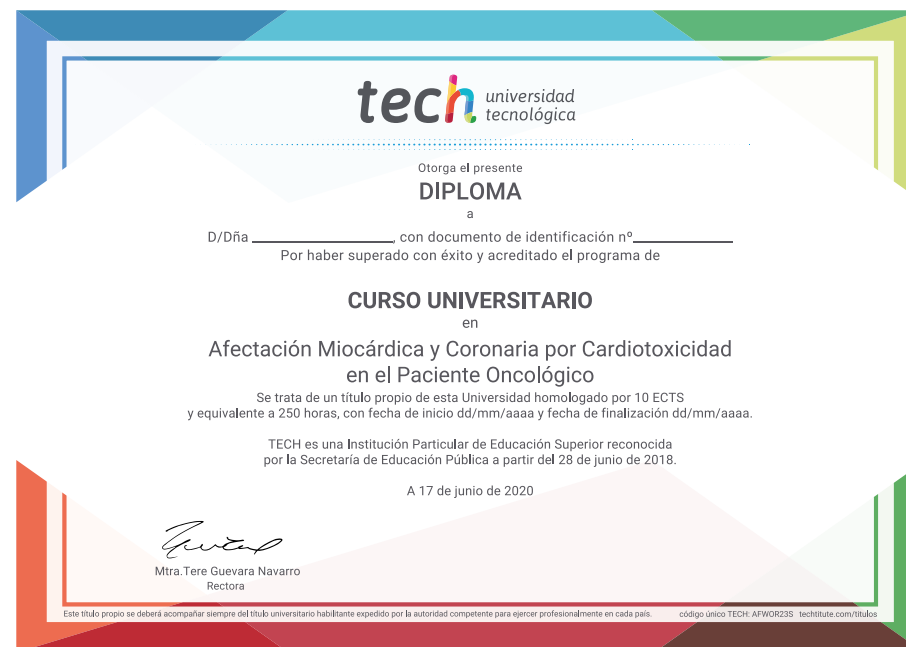 tech universidad
tecnológica
Otorga el presente
DIPLOMA
a
D/Dña ____________________, con documento de identificación nº______________
Por haber superado con éxito y acreditado el programa de
CURSO UNIVERSITARIO
en
Afectación Miocárdica y Coronaria por Cardiotoxicidad
en el Paciente Oncológico
Se trata de un título propio de esta Universidad homologado por 10 ECTS
y equivalente a 250 horas, con fecha de inicio dd/mm/aaaa y fecha de finalización dd/mm/aaaa.
TECH es una Institución Particular de Educación Superior reconocida
por la Secretaría de Educación Pública a partir del 28 de junio de 2018.
A 17 de junio de 2020
Mtra.Tere Guevara Navarro
Rectora
Este título propio se deberá acompañar siempre del título universitario habilitante expedido por la autoridad competente para ejercer profesionalmente en cada país. código único TECH: AFWOR23S techtitute.com/titulos